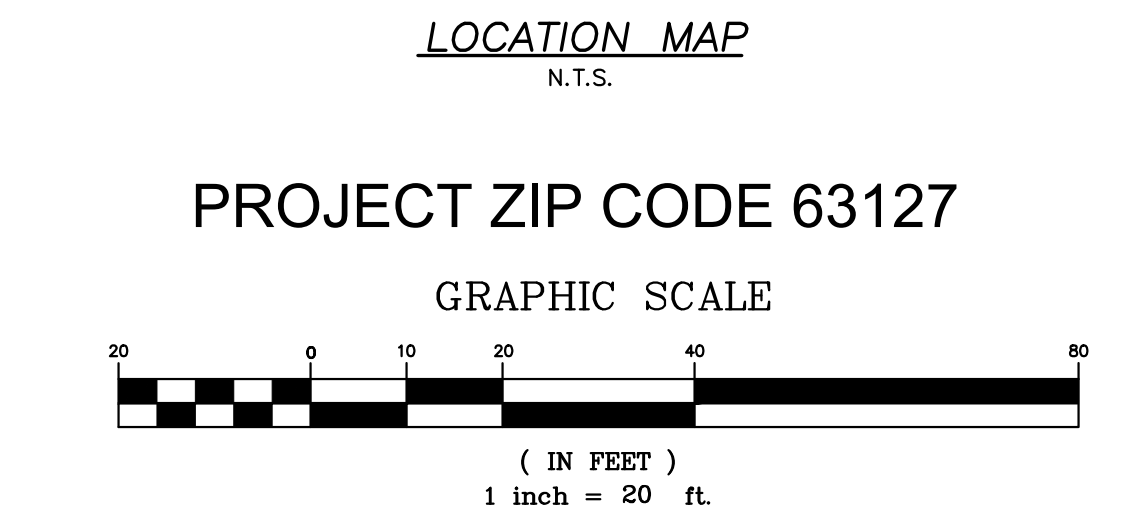 LOCATION MAP
N.T.S.
PROJECT ZIP CODE 63127
GRAPHIC SCALE
20 0 10 20 40 80
( IN FEET )
1 inch = 20 ft.